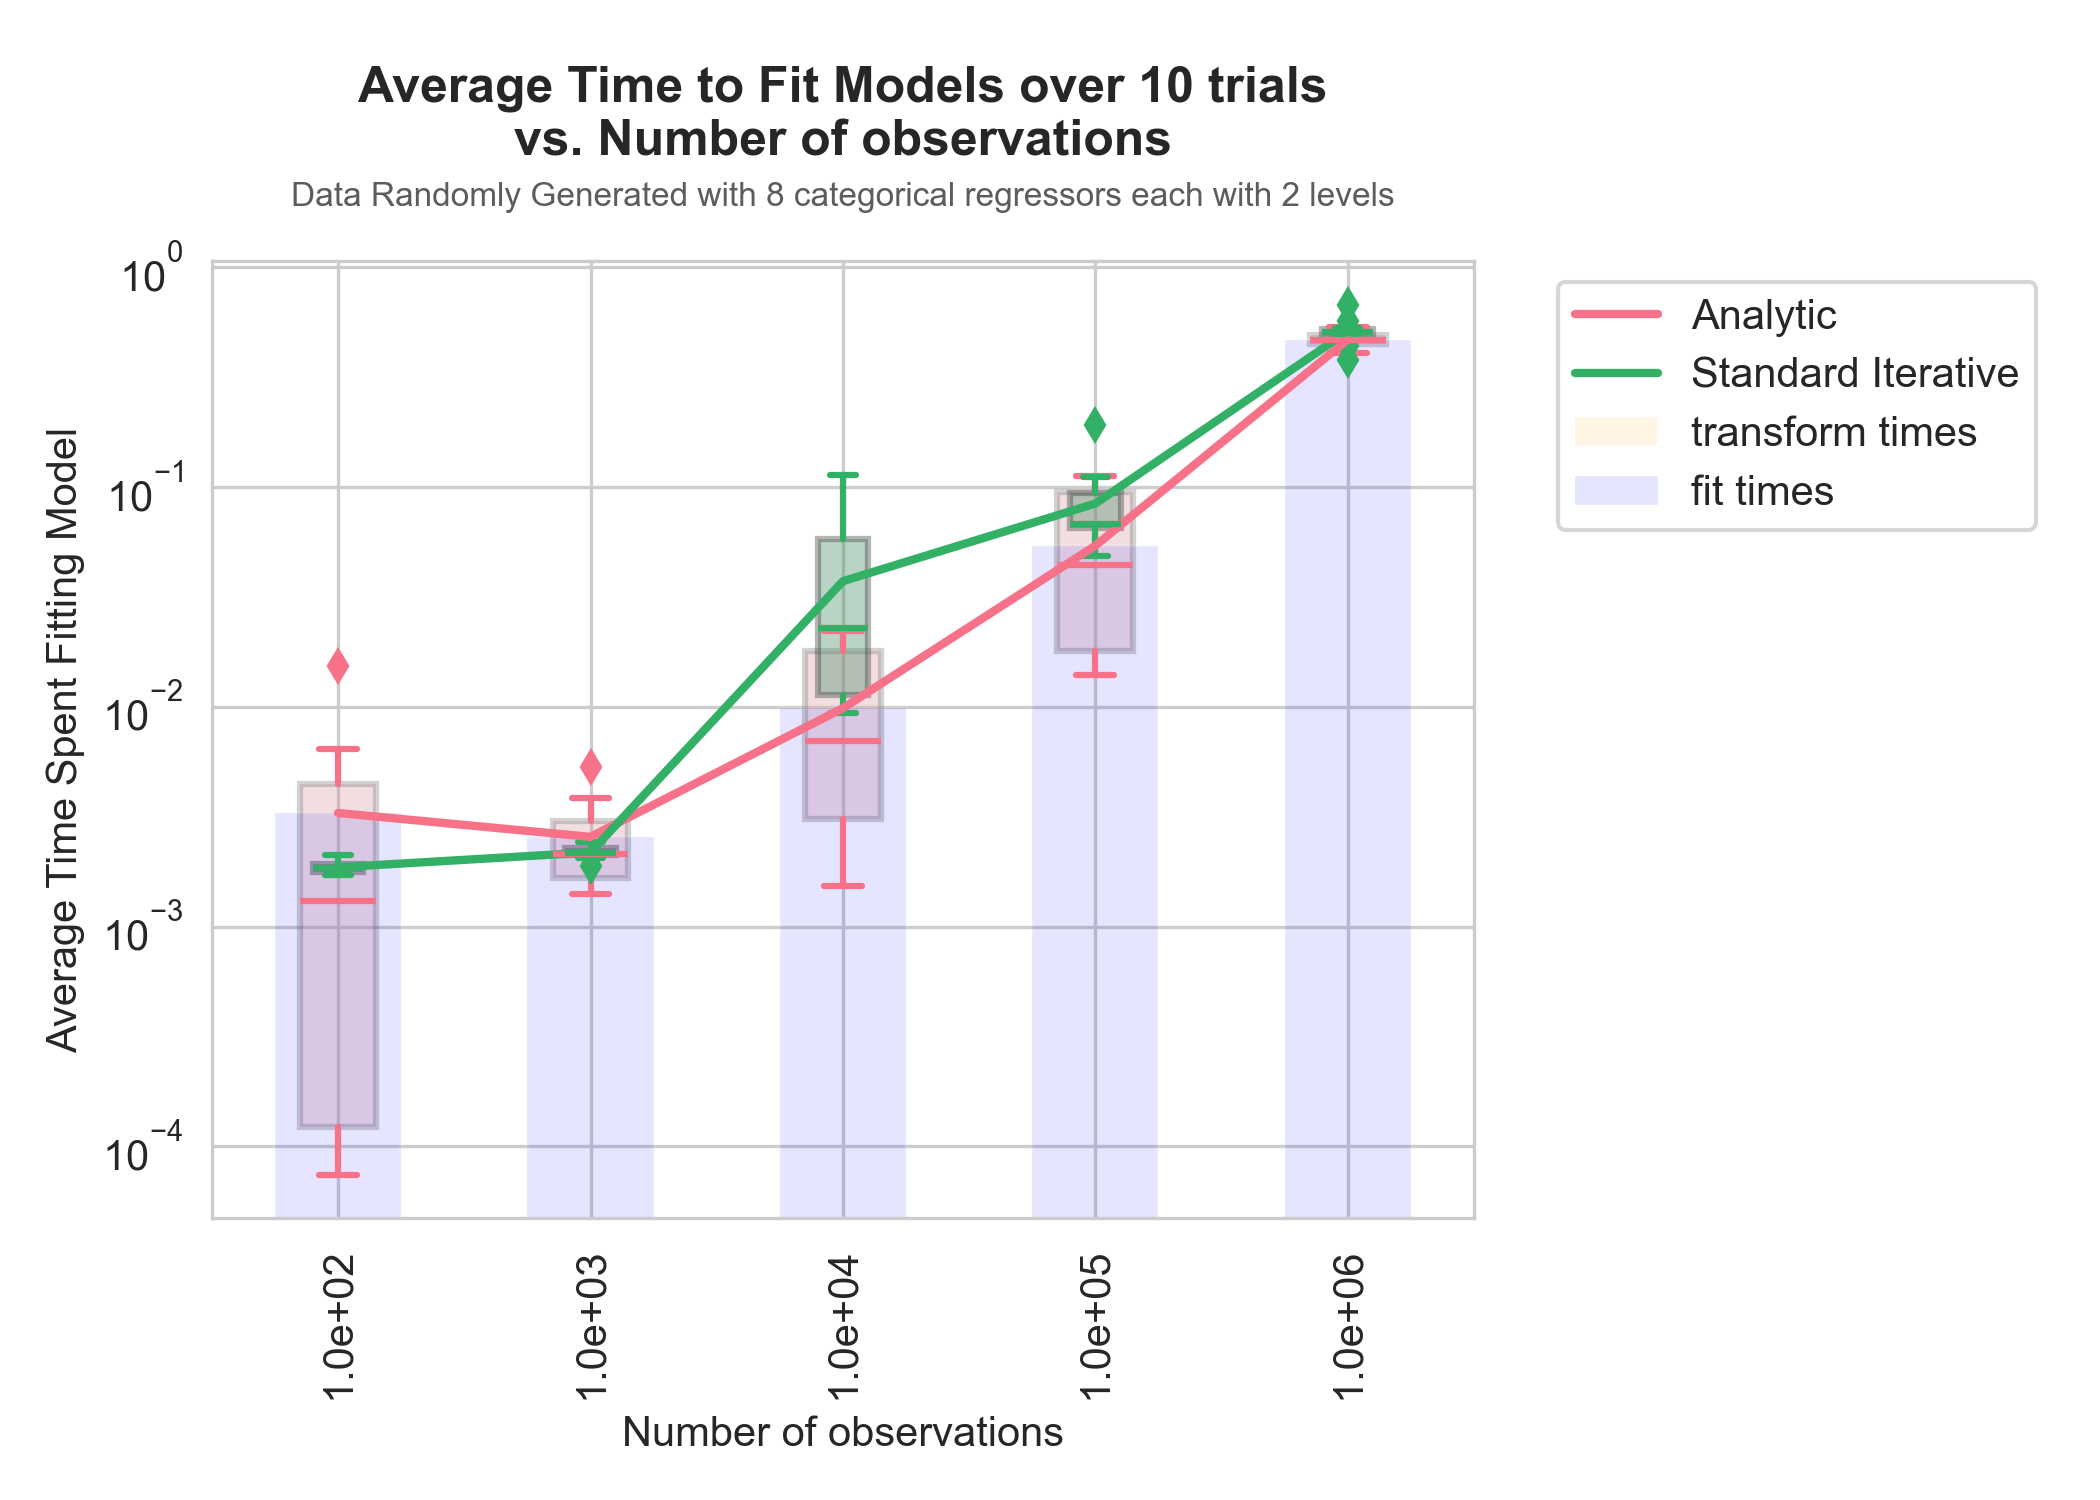 Average Time to Fit Models over 10 trials
vs. Number of observations
Data Randomly Generated with 8 categorical regressors each with 2 levels
Average Time Spent Fitting Model
10^0
10^−1
10^−2
10^−3
10^−4
1.0e+02
1.0e+03
1.0e+04
1.0e+05
1.0e+06
Number of observations
Analytic
Standard Iterative
transform times
fit times